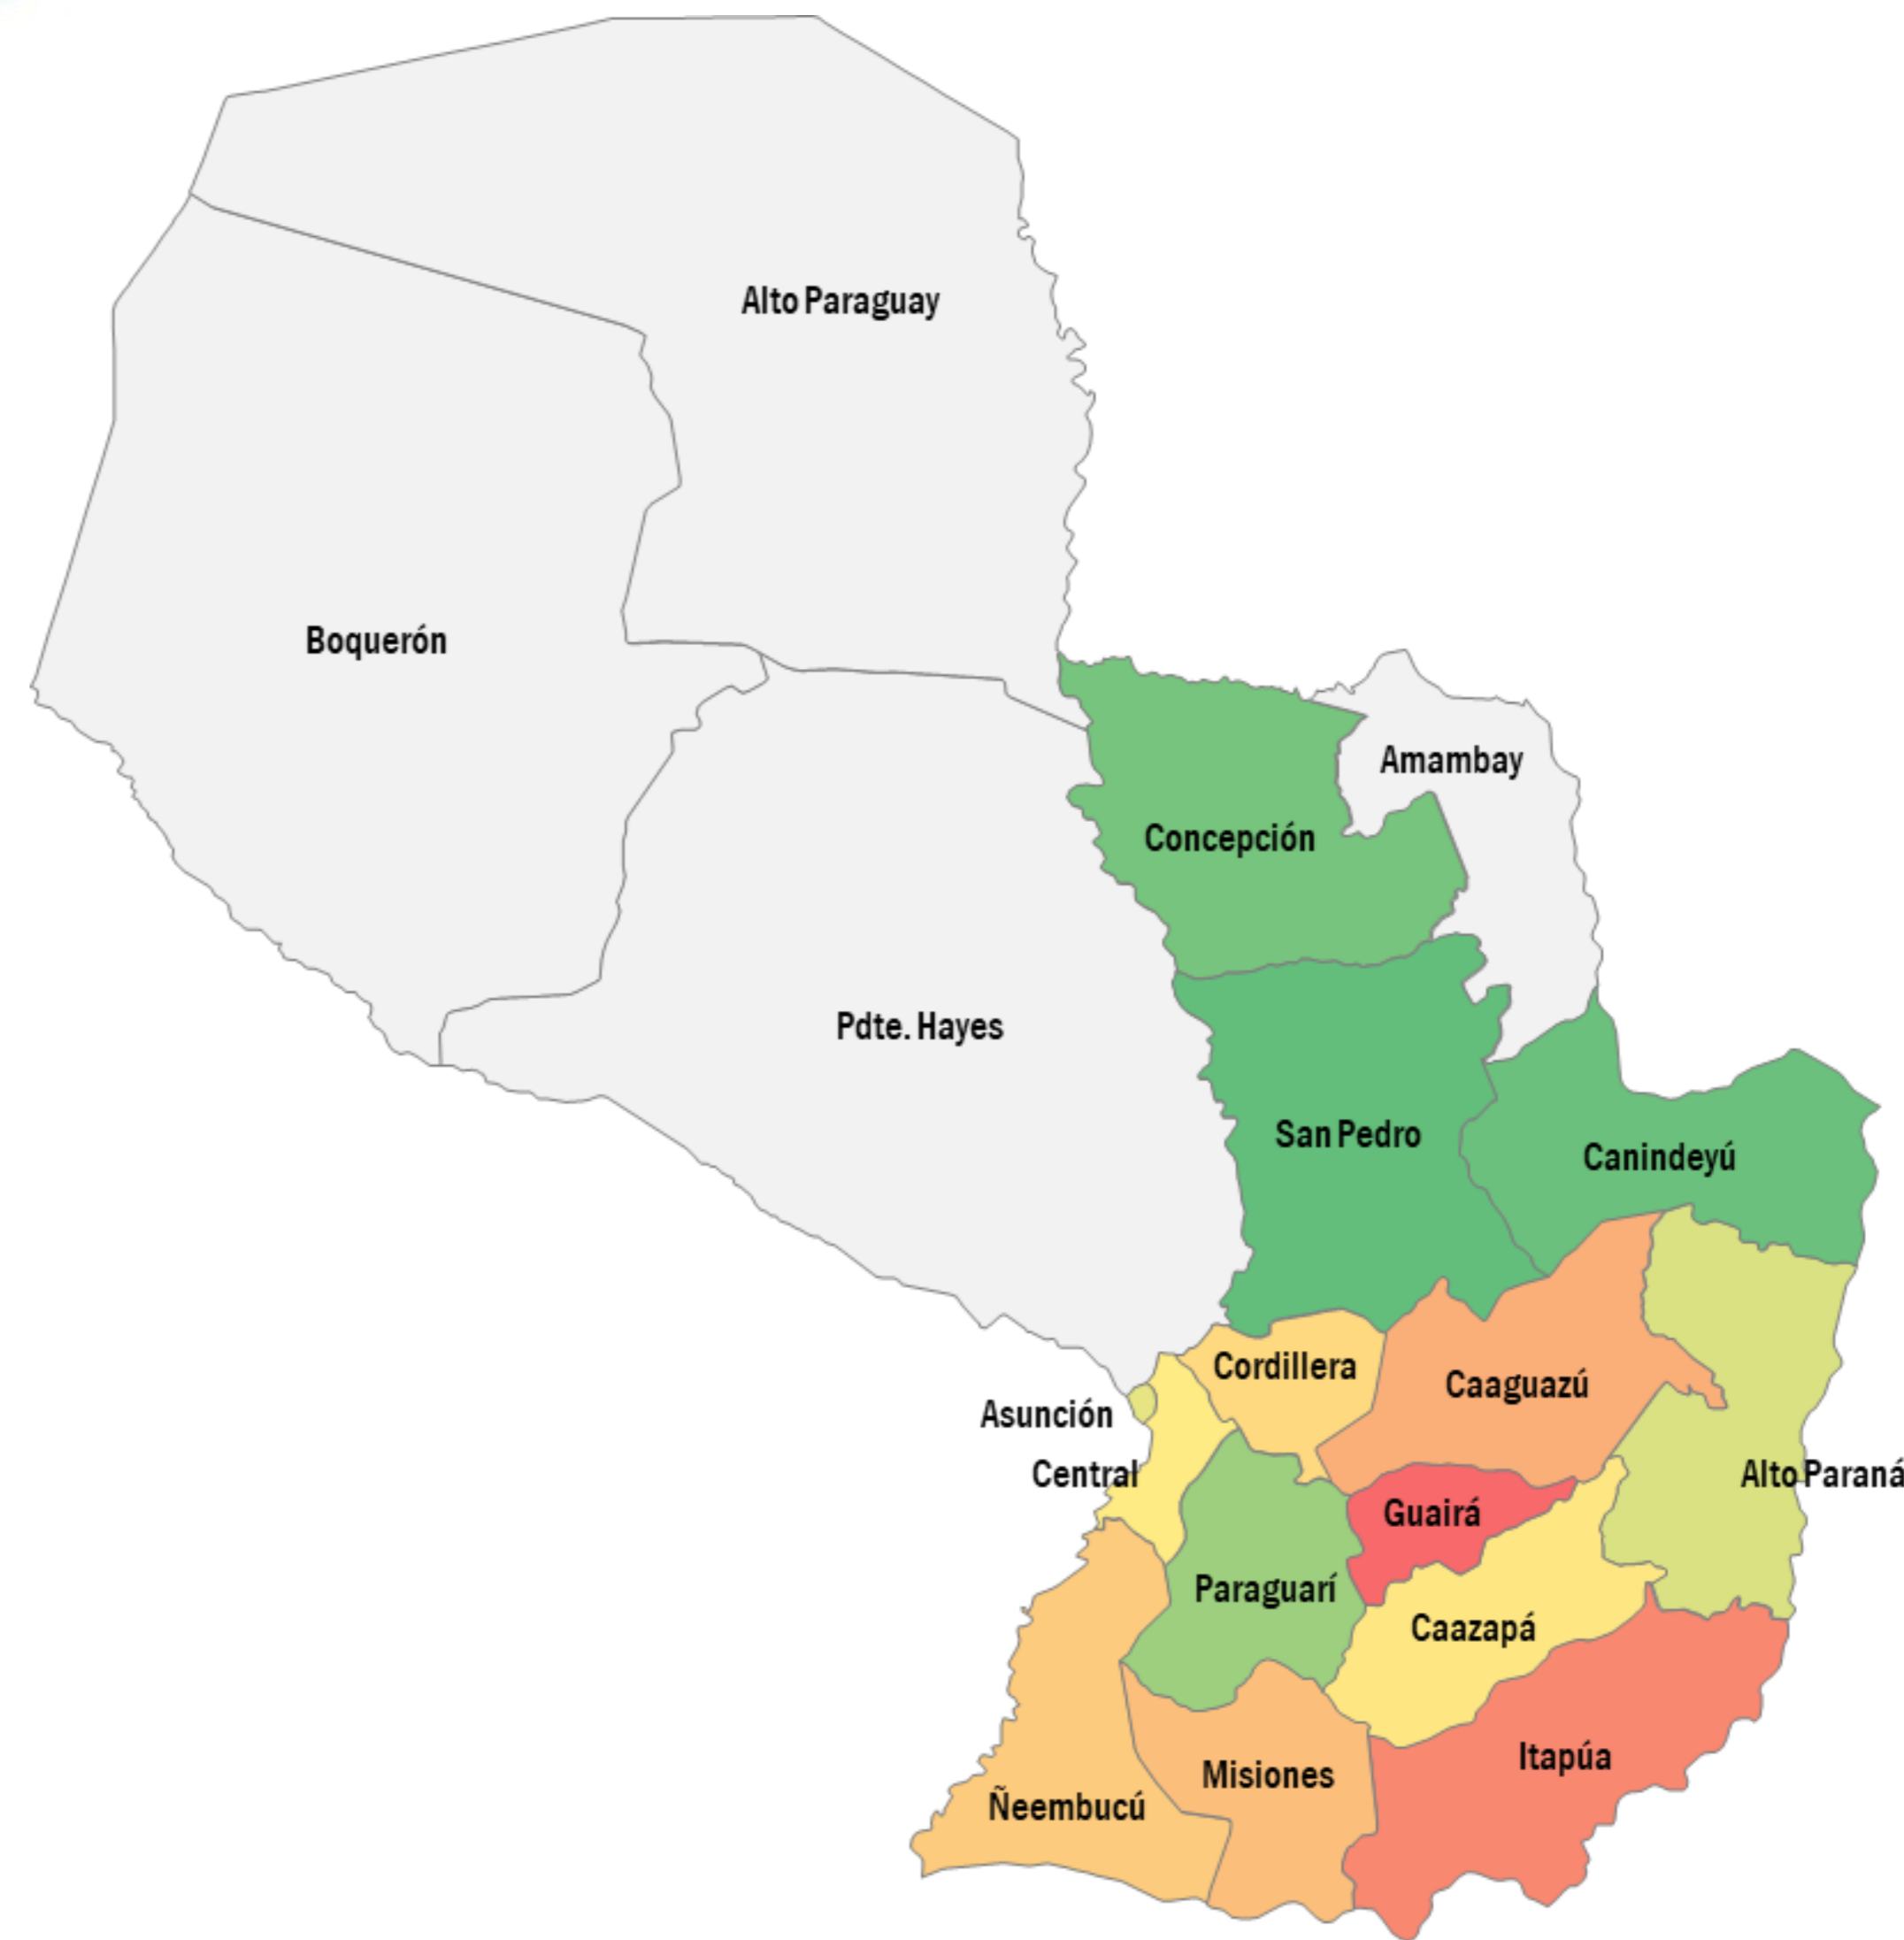 Alto Paraguay
Boquerón
Amambay
Concepción
Pdte. Hayes
San Pedro
Canindeyú
Cordillera
Caaguazú
Asunción
Central
Alto Paraná
Guairá
Paraguarí
Caazapá
Itapúa
Misiones
Ñeembucú